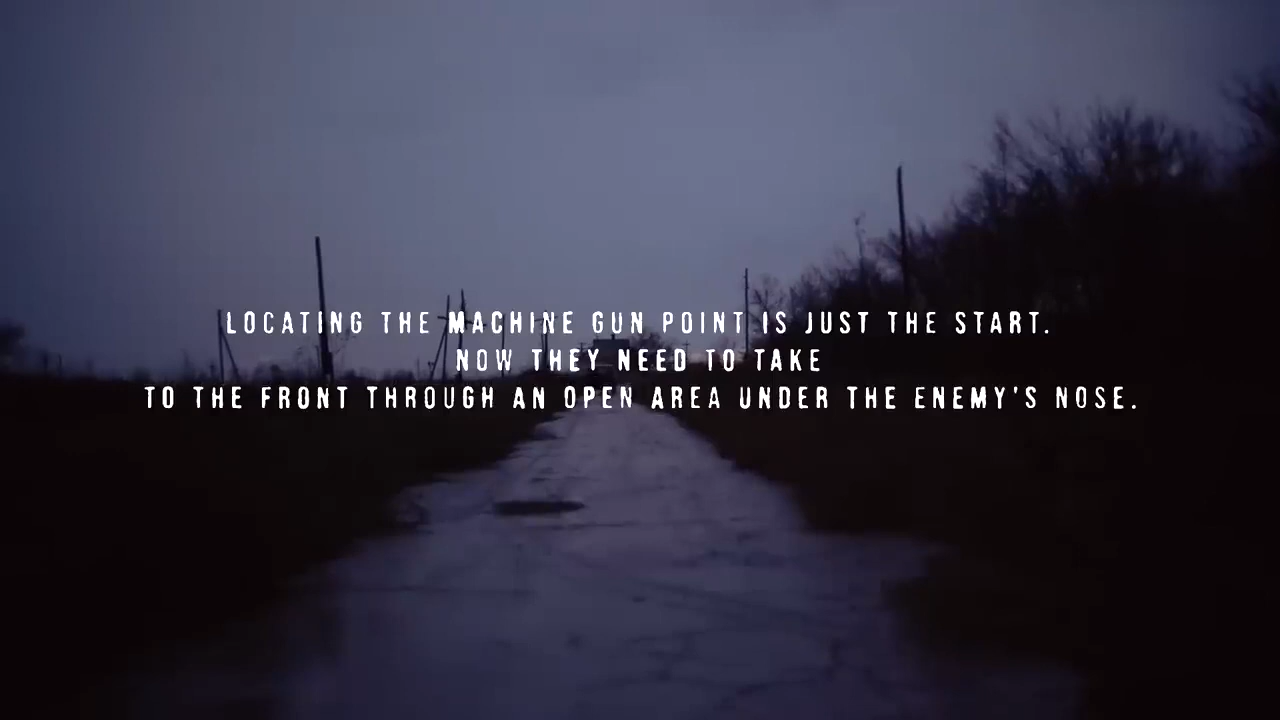 LOCATING THE MACHINE GUN POINT IS JUST THE START.
NOW THEY NEED TO TAKE
TO THE FRONT THROUGH AN OPEN AREA UNDER THE ENEMY'S NOSE.